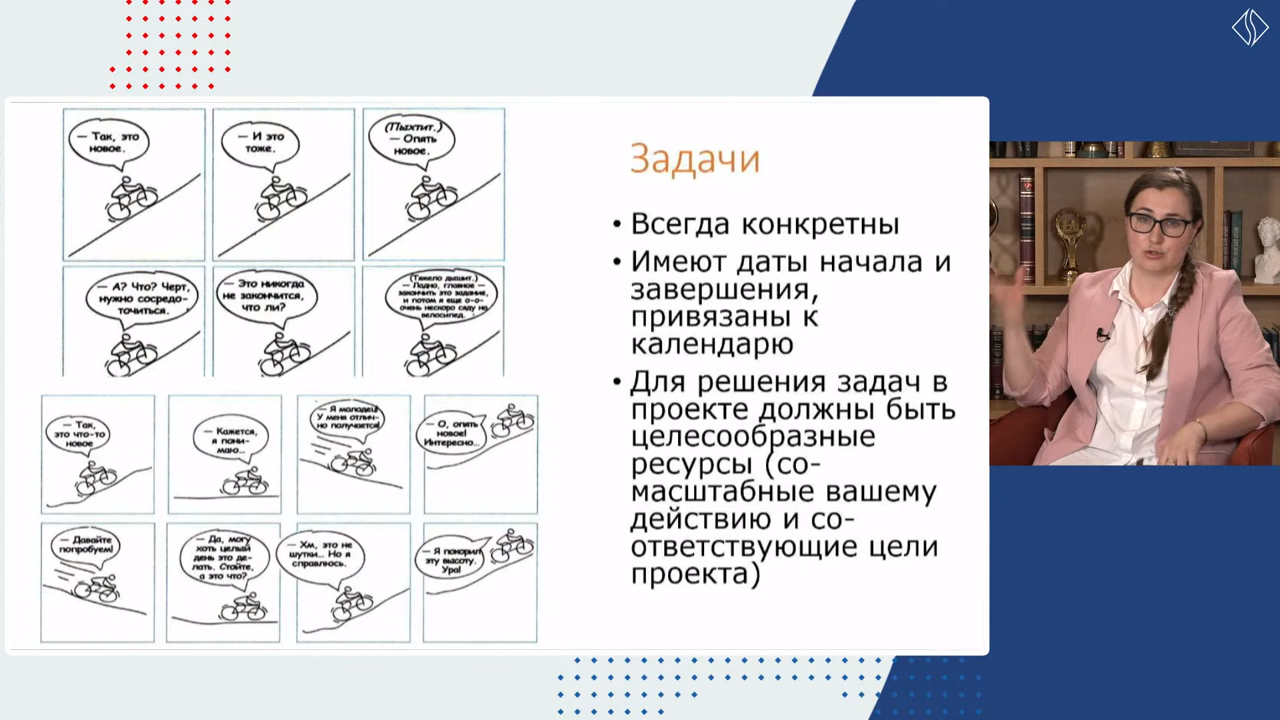 — Так, это
новое.
— И это
тоже.
(Пыхтит.)
— Опять
новое.
— А? Что? Черт,
нужно сосредо-
точиться.
— Это никогда
не закончится,
что ли?
(Тяжело дышит.)
— Ладно, главное —
закончить это задание,
и потом я еще о-о-
очень нескоро сяду на
велосипед.
— Так,
это что-то
новое
— Кажется,
я пони-
маю...
— Я молодец!
У меня отлич-
но получается!
— О, опять
новое!
Интересно...
— Давайте
попробуем!
— Да, могу
хоть целый
день это де-
лать. Стойте,
а это что?
— Хм, это не
шутки... Но я
справлюсь.
— Я покорил
эту высоту.
Ура!
Задачи
• Всегда конкретны
• Имеют даты начала и
завершения,
привязаны к
календарю
• Для решения задач в
проекте должны быть
целесообразные
ресурсы (со-
масштабные вашему
действию и со-
ответствующие цели
проекта)